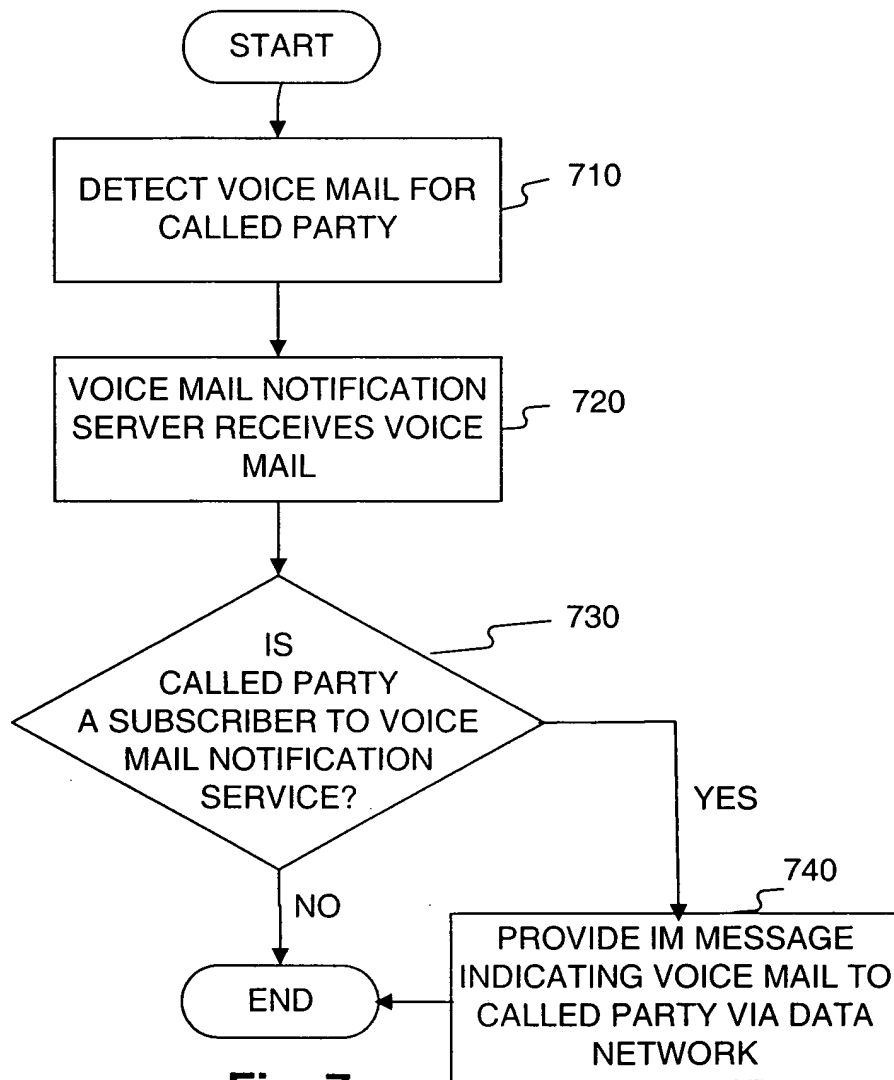 START
DETECT VOICE MAIL FOR
CALLED PARTY
710
VOICE MAIL NOTIFICATION
SERVER RECEIVES VOICE
MAIL
720
IS
CALLED PARTY
A SUBSCRIBER TO VOICE
MAIL NOTIFICATION
SERVICE?
730
YES
NO
740
PROVIDE IM MESSAGE
INDICATING VOICE MAIL TO
CALLED PARTY VIA DATA
NETWORK
END